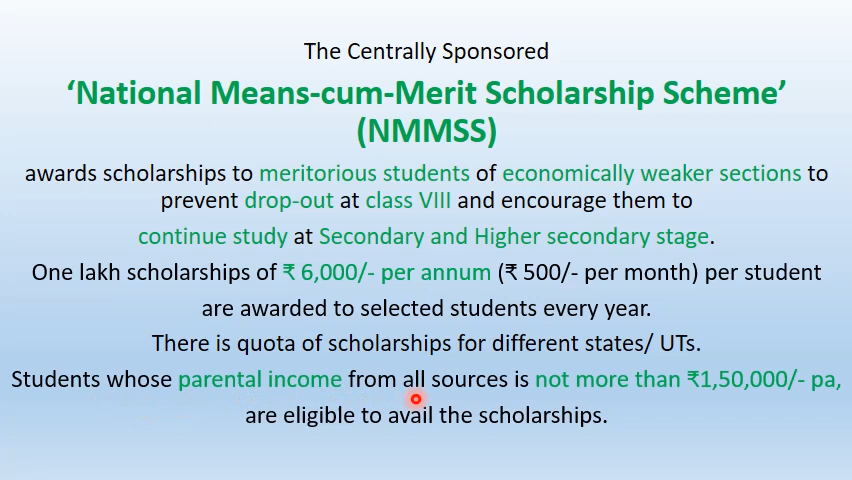 The Centrally Sponsored
‘National Means-cum-Merit Scholarship Scheme’
(NMMSS)
awards scholarships to meritorious students of economically weaker sections to
prevent drop-out at class VIII and encourage them to
continue study at Secondary and Higher secondary stage.
One lakh scholarships of ₹ 6,000/- per annum (₹ 500/- per month) per student
are awarded to selected students every year.
There is quota of scholarships for different states/ UTs.
Students whose parental income from all sources is not more than ₹1,50,000/- pa,
are eligible to avail the scholarships.